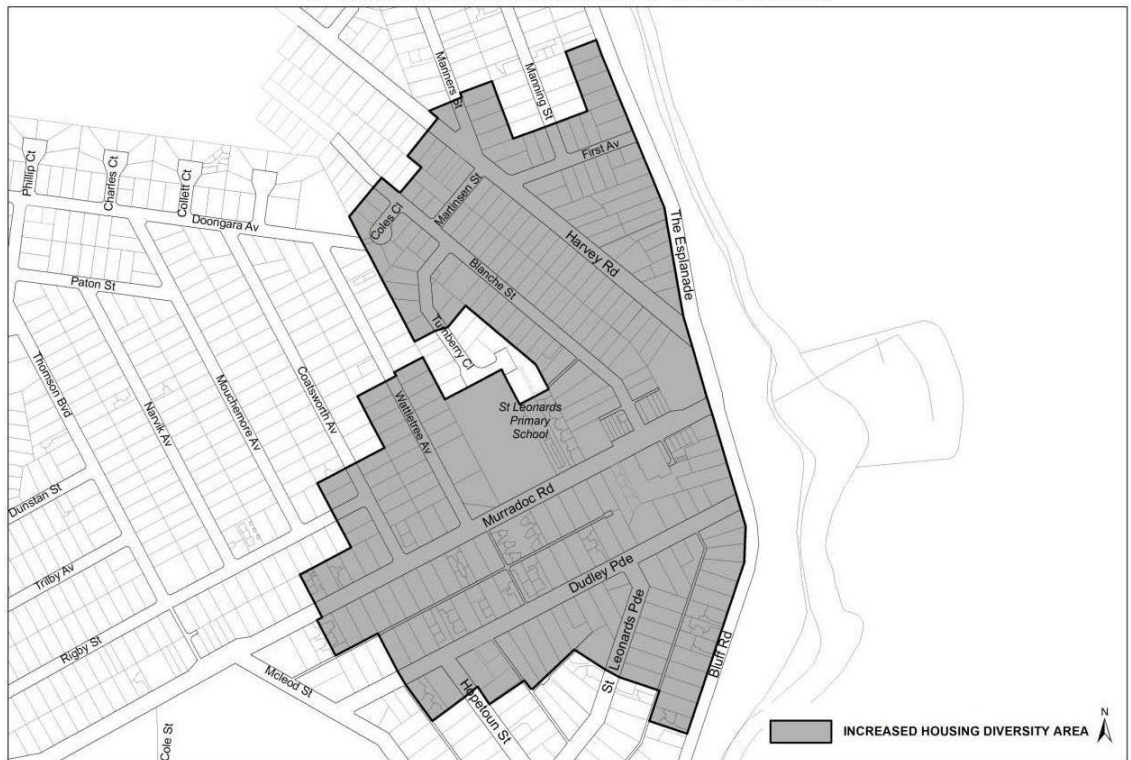 Mariners St
Manning St
First Av
Phillip Ct
Charles Ct
Collett Ct
Doongara Av
Coles Ct
Martinsen St
Harvey Rd
The Esplanade
Paton St
Blanche St
Turnberry Cl
Thomson Bvd
Narvik Av
Mouchemore Av
Coatsworth Av
Wattletree Av
St Leonards
Primary
School
Dunstan St
Murradoc Rd
Trilby Av
Dudley Pde
Rigby St
St Leonards Pde
Bluff Rd
Mcleod St
Hopetoun St
Cole St
N
INCREASED HOUSING DIVERSITY AREA